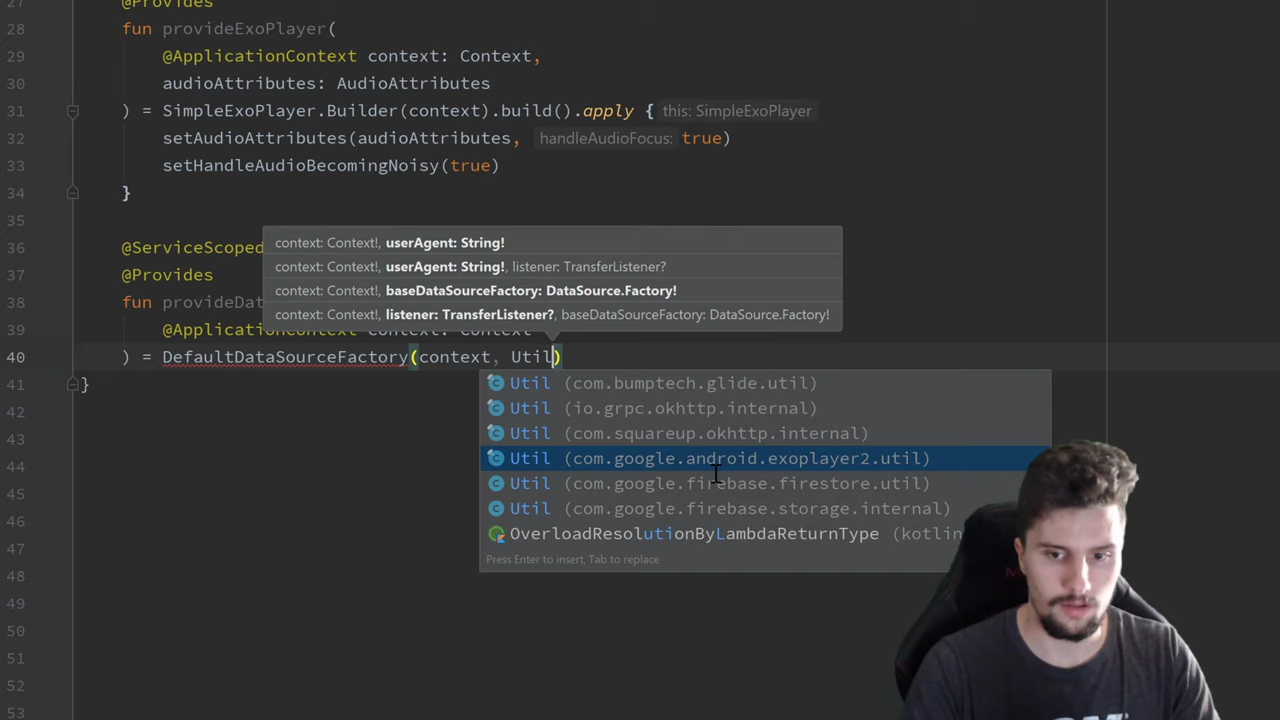 27 @Provides
28 fun provideExoPlayer(
29 @ApplicationContext context: Context,
30 audioAttributes: AudioAttributes
31 ) = SimpleExoPlayer.Builder(context).build().apply { this: SimpleExoPlayer
32 setAudioAttributes(audioAttributes, handleAudioFocus: true)
33 setHandleAudioBecomingNoisy(true)
34 }
35
36 @ServiceScoped
context: Context!, userAgent: String!
context: Context!, userAgent: String!, listener: TransferListener?
37 @Provides
context: Context!, baseDataSourceFactory: DataSource.Factory!
38 fun provideDat
context: Context!, listener: TransferListener?, baseDataSourceFactory: DataSource.Factory!
39 @ApplicationContext context: Context
40 ) = DefaultDataSourceFactory(context, Util)
41 }
Util (com.bumptech.glide.util)
42 Util (io.grpc.okhttp.internal)
43 Util (com.squareup.okhttp.internal)
44 Util (com.google.android.exoplayer2.util)
45 Util (com.google.firebase.firestore.util)
46 Util (com.google.firebase.storage.internal)
47 OverloadResolutionByLambdaReturnType (kotlin
48 Press Enter to insert, Tab to replace
49
50
51
52
53